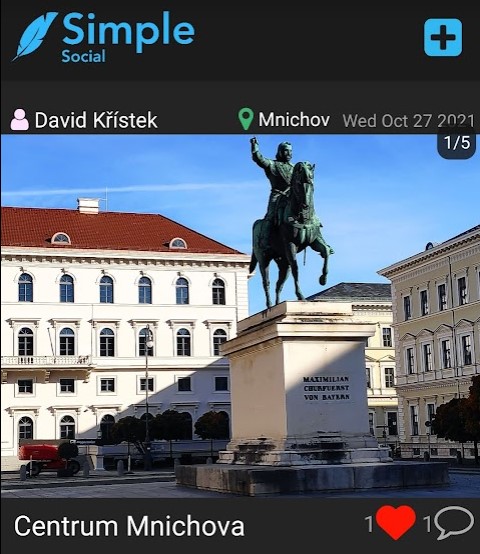 Simple
Social
David Křístek
Mnichov
Wed Oct 27 2021
1/5
MAXIMILIAN
CHURFUERST
VON BAYERN
Centrum Mnichova
1
1